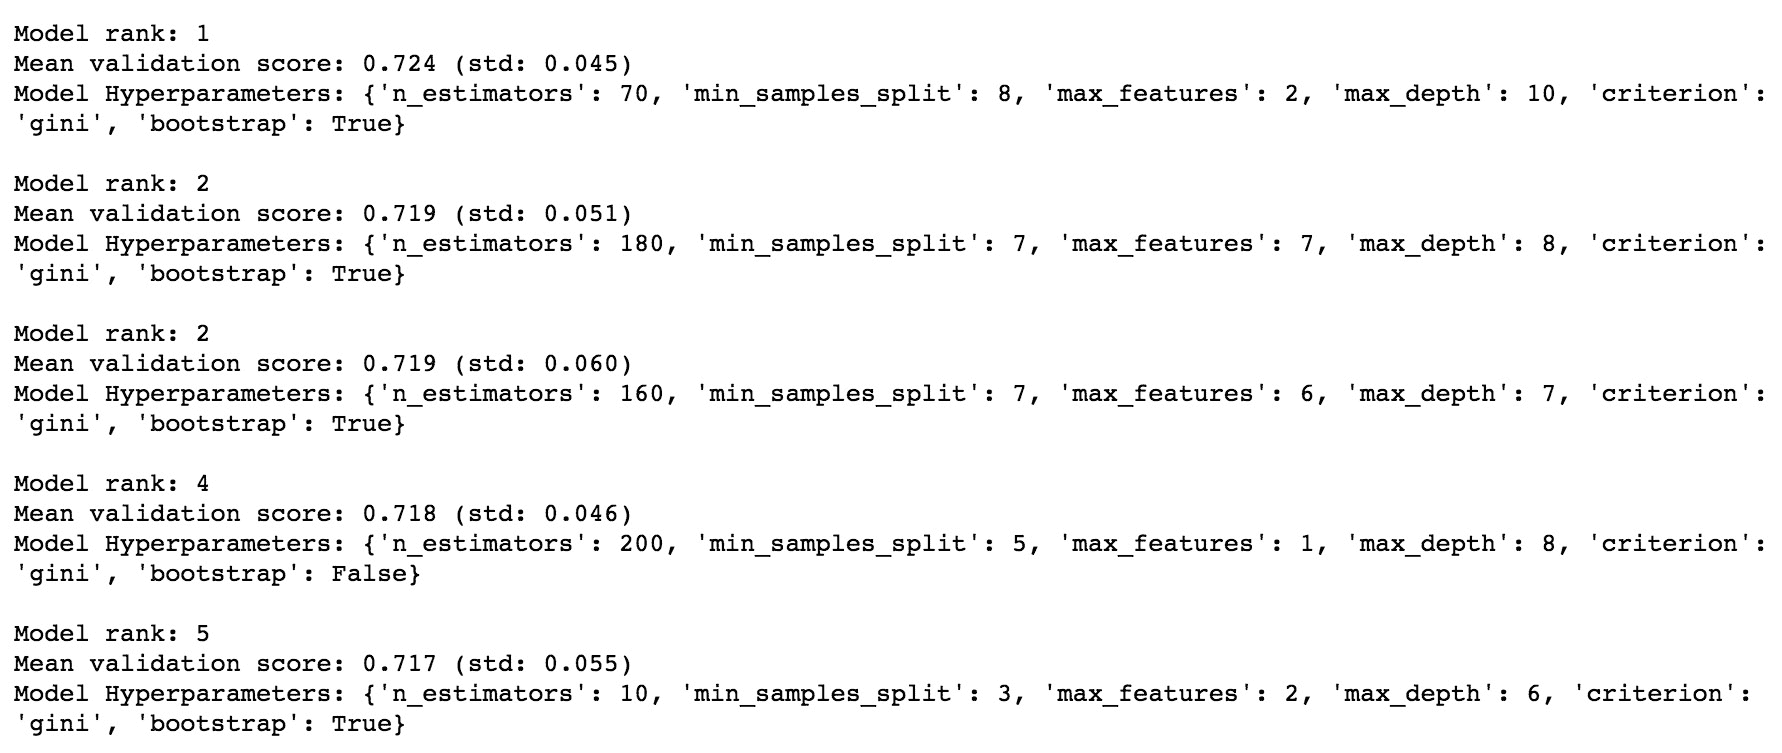 Model rank: 1
Mean validation score: 0.724 (std: 0.045)
Model Hyperparameters: {'n_estimators': 70, 'min_samples_split': 8, 'max_features': 2, 'max_depth': 10, 'criterion':
'gini', 'bootstrap': True}

Model rank: 2
Mean validation score: 0.719 (std: 0.051)
Model Hyperparameters: {'n_estimators': 180, 'min_samples_split': 7, 'max_features': 7, 'max_depth': 8, 'criterion':
'gini', 'bootstrap': True}

Model rank: 2
Mean validation score: 0.719 (std: 0.060)
Model Hyperparameters: {'n_estimators': 160, 'min_samples_split': 7, 'max_features': 6, 'max_depth': 7, 'criterion':
'gini', 'bootstrap': True}

Model rank: 4
Mean validation score: 0.718 (std: 0.046)
Model Hyperparameters: {'n_estimators': 200, 'min_samples_split': 5, 'max_features': 1, 'max_depth': 8, 'criterion':
'gini', 'bootstrap': False}

Model rank: 5
Mean validation score: 0.717 (std: 0.055)
Model Hyperparameters: {'n_estimators': 10, 'min_samples_split': 3, 'max_features': 2, 'max_depth': 6, 'criterion':
'gini', 'bootstrap': True}